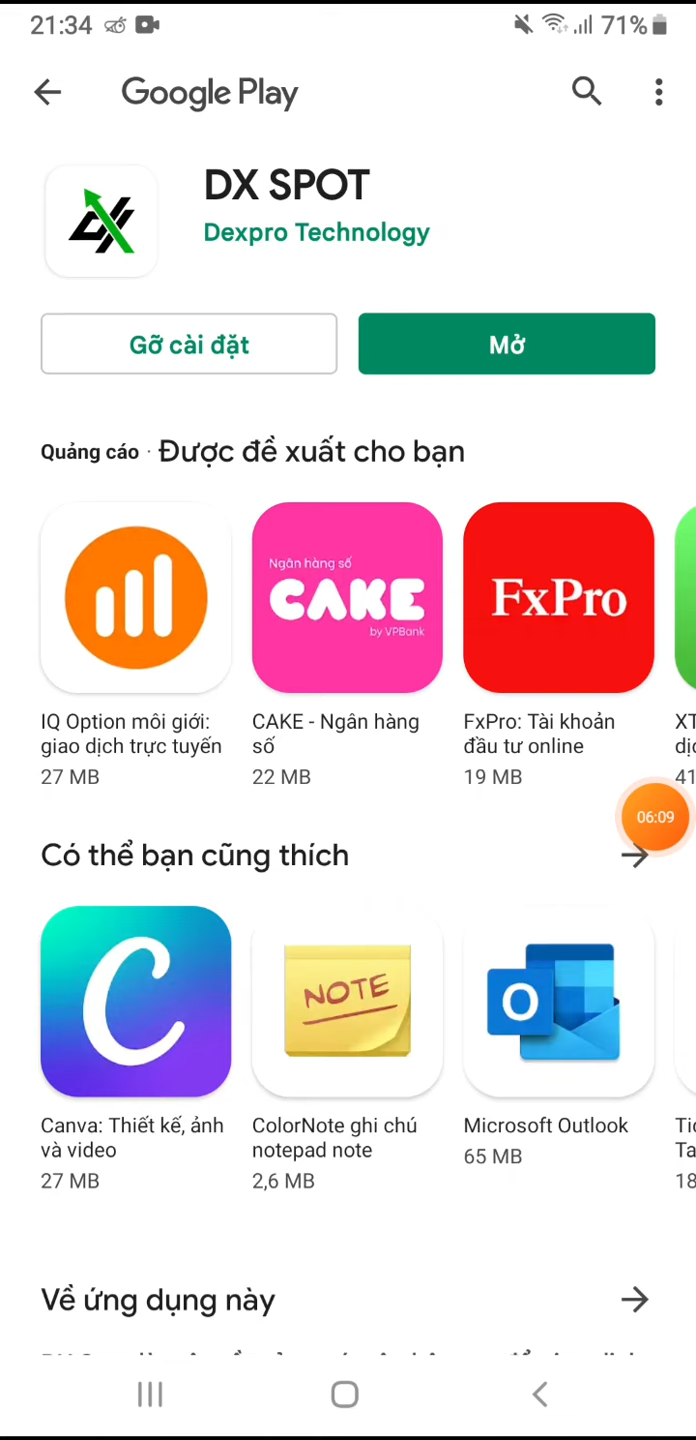 21:34 71%
Google Play
DX SPOT
Dexpro Technology
Gỡ cài đặt Mở
Quảng cáo · Được đề xuất cho bạn
Ngân hàng số
CAKE
by VPBank
FxPro
IQ Option môi giới: CAKE - Ngân hàng FxPro: Tài khoản XT
giao dịch trực tuyến số đầu tư online
27 MB 22 MB 19 MB 41
06:09
Có thể bạn cũng thích
C NOTE O
Canva: Thiết kế, ảnh ColorNote ghi chú Microsoft Outlook
và video notepad note 65 MB Ta
27 MB 2,6 MB 18
Về ứng dụng này